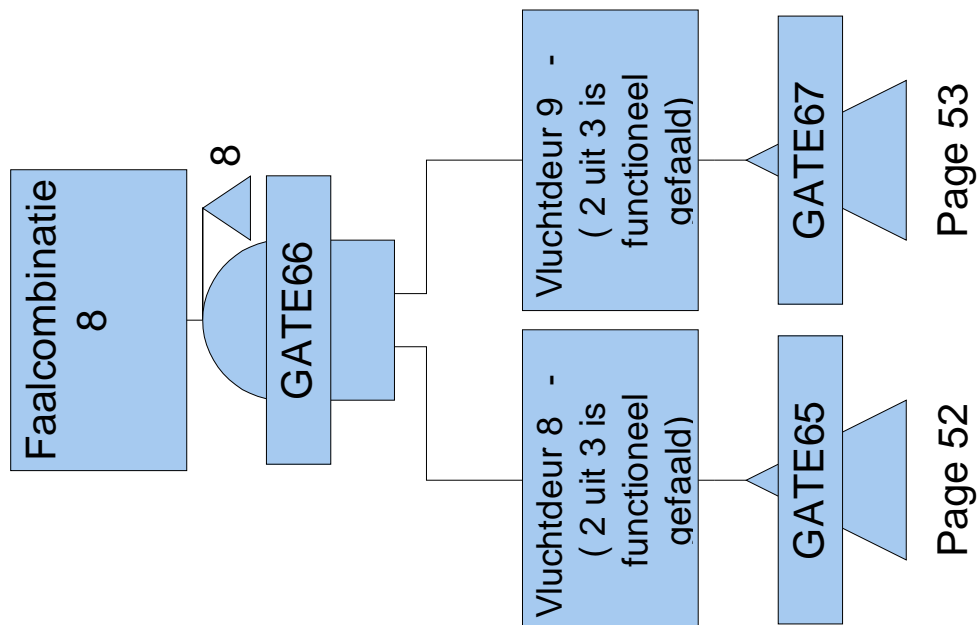 Faalcombinatie
8
8
GATE66
Vluchtdeur 8 -
( 2 uit 3 is
functioneel
gefaald)
GATE65
Page 52
Vluchtdeur 9 -
( 2 uit 3 is
functioneel
gefaald)
GATE67
Page 53